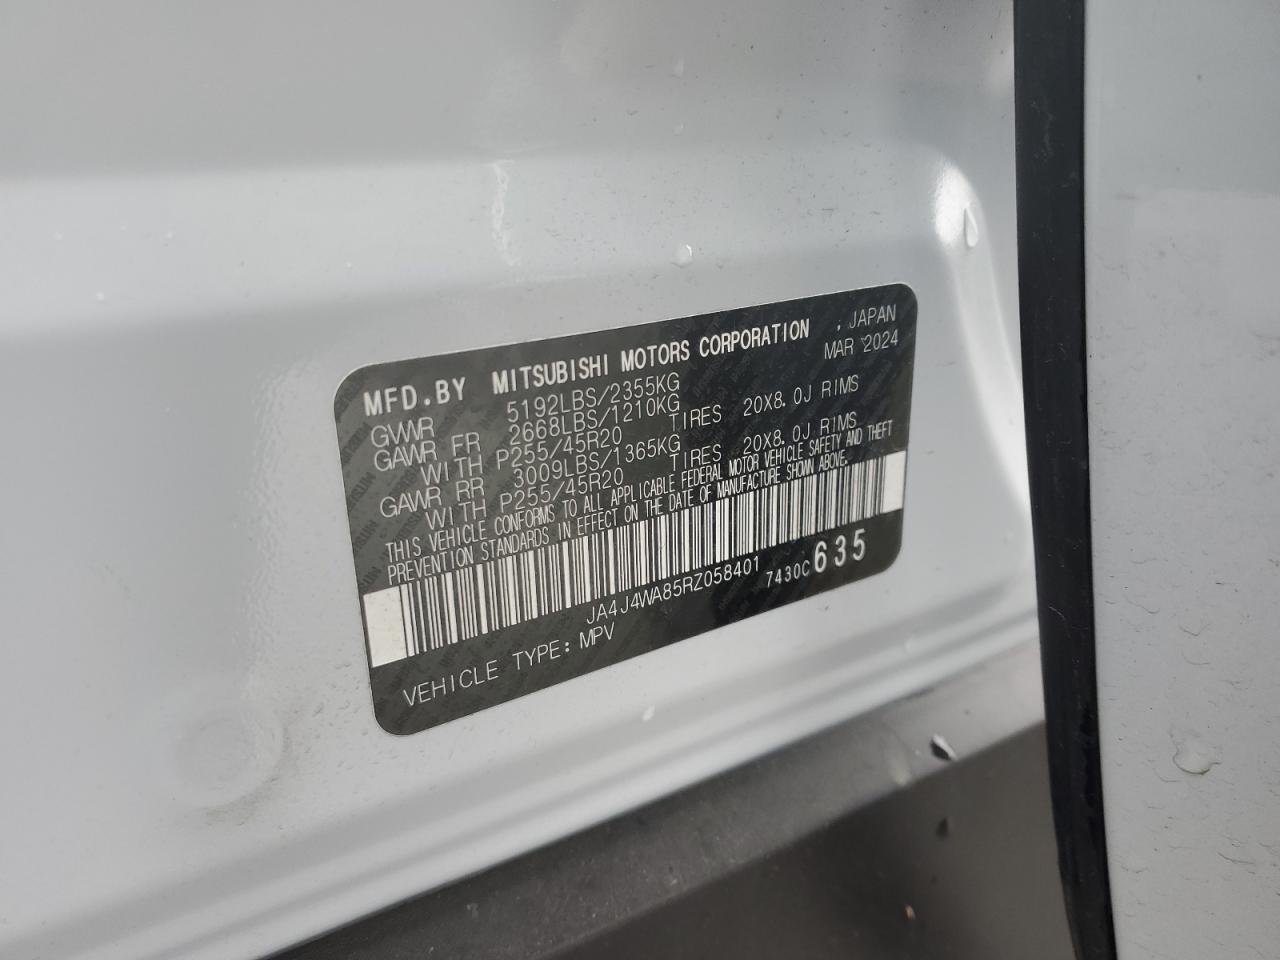 MFD.BY MITSUBISHI MOTORS CORPORATION : JAPAN
MAR 2024
GVWR 5192LBS/2355KG
GAWR FR 2668LBS/1210KG
WITH P255/45R20 TIRES 20X8.0J RIMS
GAWR RR 3009LBS/1365KG
WITH P255/45R20 TIRES 20X8.0J RIMS
THIS VEHICLE CONFORMS TO ALL APPLICABLE FEDERAL MOTOR VEHICLE SAFETY AND THEFT
PREVENTION STANDARDS IN EFFECT ON THE DATE OF MANUFACTURE SHOWN ABOVE.
JA4J4WA85RZ058401 7430C 635
VEHICLE TYPE: MPV